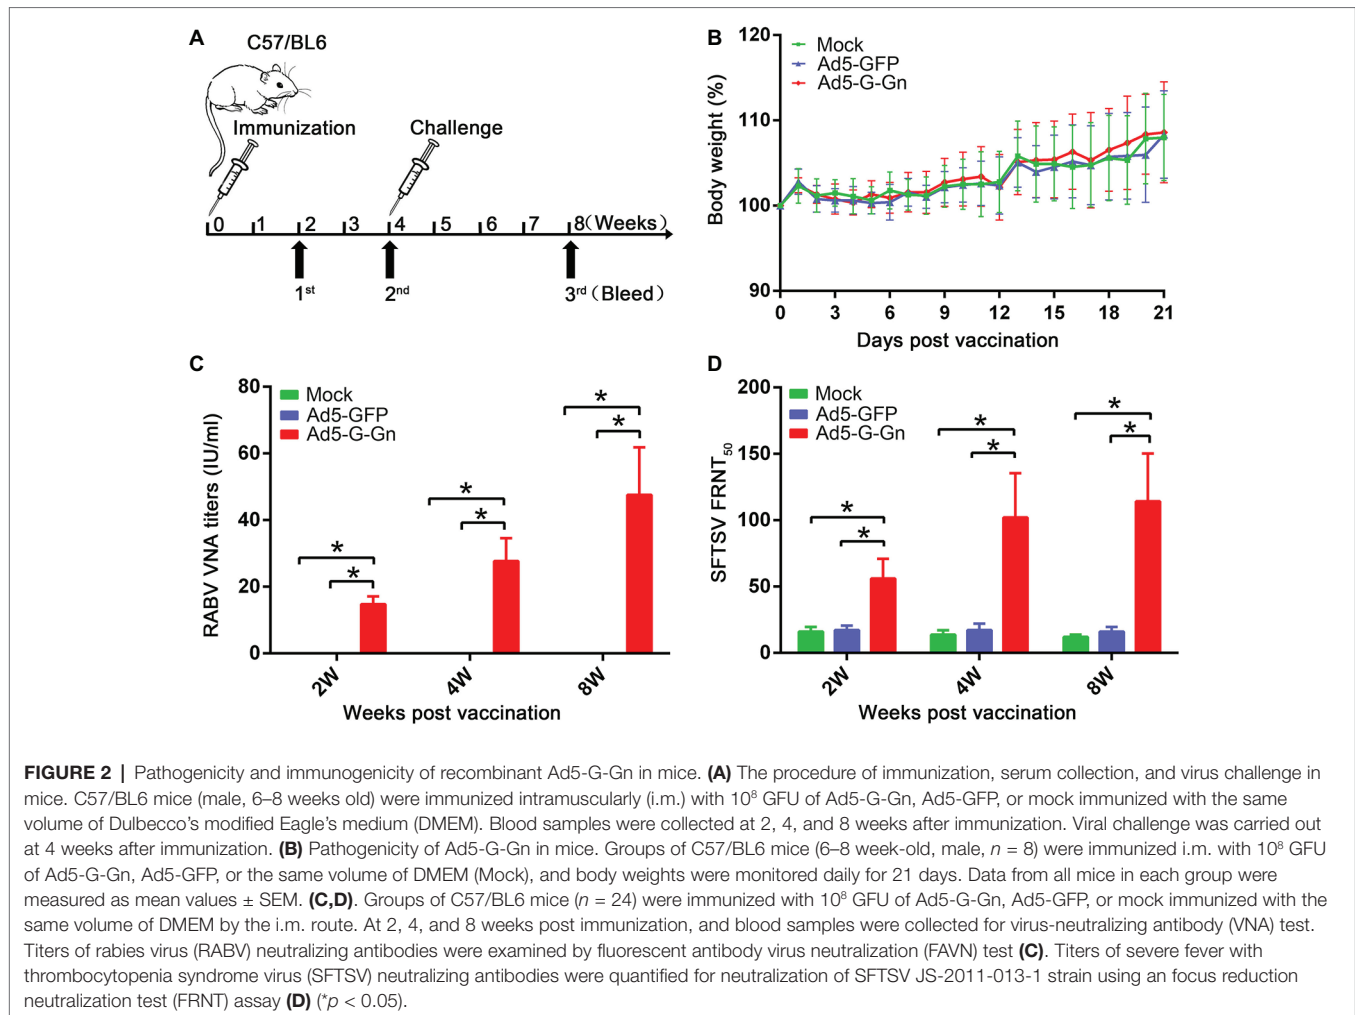 A
C57/BL6
Immunization
Challenge
0 1 2 3 4 5 6 7 8(Weeks)
1st 2nd 3rd(Bleed)
B
Mock
Ad5-GFP
Ad5-G-Gn
Body weight (%)
120
110
100
90
0 3 6 9 12 15 18 21
Days post vaccination
C
Mock
Ad5-GFP
Ad5-G-Gn
RABV VNA titers (IU/ml)
80
60
40
20
0
* * * * * *
2W 4W 8W
Weeks post vaccination
D
Mock
Ad5-GFP
Ad5-G-Gn
SFTSV FRNT50
200
150
100
50
0
* * * * * *
2W 4W 8W
Weeks post vaccination
FIGURE 2 | Pathogenicity and immunogenicity of recombinant Ad5-G-Gn in mice. (A) The procedure of immunization, serum collection, and virus challenge in
mice. C57/BL6 mice (male, 6–8 weeks old) were immunized intramuscularly (i.m.) with 10⁸ GFU of Ad5-G-Gn, Ad5-GFP, or mock immunized with the same
volume of Dulbecco’s modified Eagle’s medium (DMEM). Blood samples were collected at 2, 4, and 8 weeks after immunization. Viral challenge was carried out
at 4 weeks after immunization. (B) Pathogenicity of Ad5-G-Gn in mice. Groups of C57/BL6 mice (6–8 week-old, male, n = 8) were immunized i.m. with 10⁸ GFU
of Ad5-G-Gn, Ad5-GFP, or the same volume of DMEM (Mock), and body weights were monitored daily for 21 days. Data from all mice in each group were
measured as mean values ± SEM. (C,D). Groups of C57/BL6 mice (n = 24) were immunized with 10⁸ GFU of Ad5-G-Gn, Ad5-GFP, or mock immunized with the
same volume of DMEM by the i.m. route. At 2, 4, and 8 weeks post immunization, and blood samples were collected for virus-neutralizing antibody (VNA) test.
Titers of rabies virus (RABV) neutralizing antibodies were examined by fluorescent antibody virus neutralization (FAVN) test (C). Titers of severe fever with
thrombocytopenia syndrome virus (SFTSV) neutralizing antibodies were quantified for neutralization of SFTSV JS-2011-013-1 strain using an focus reduction
neutralization test (FRNT) assay (D) (*p < 0.05).